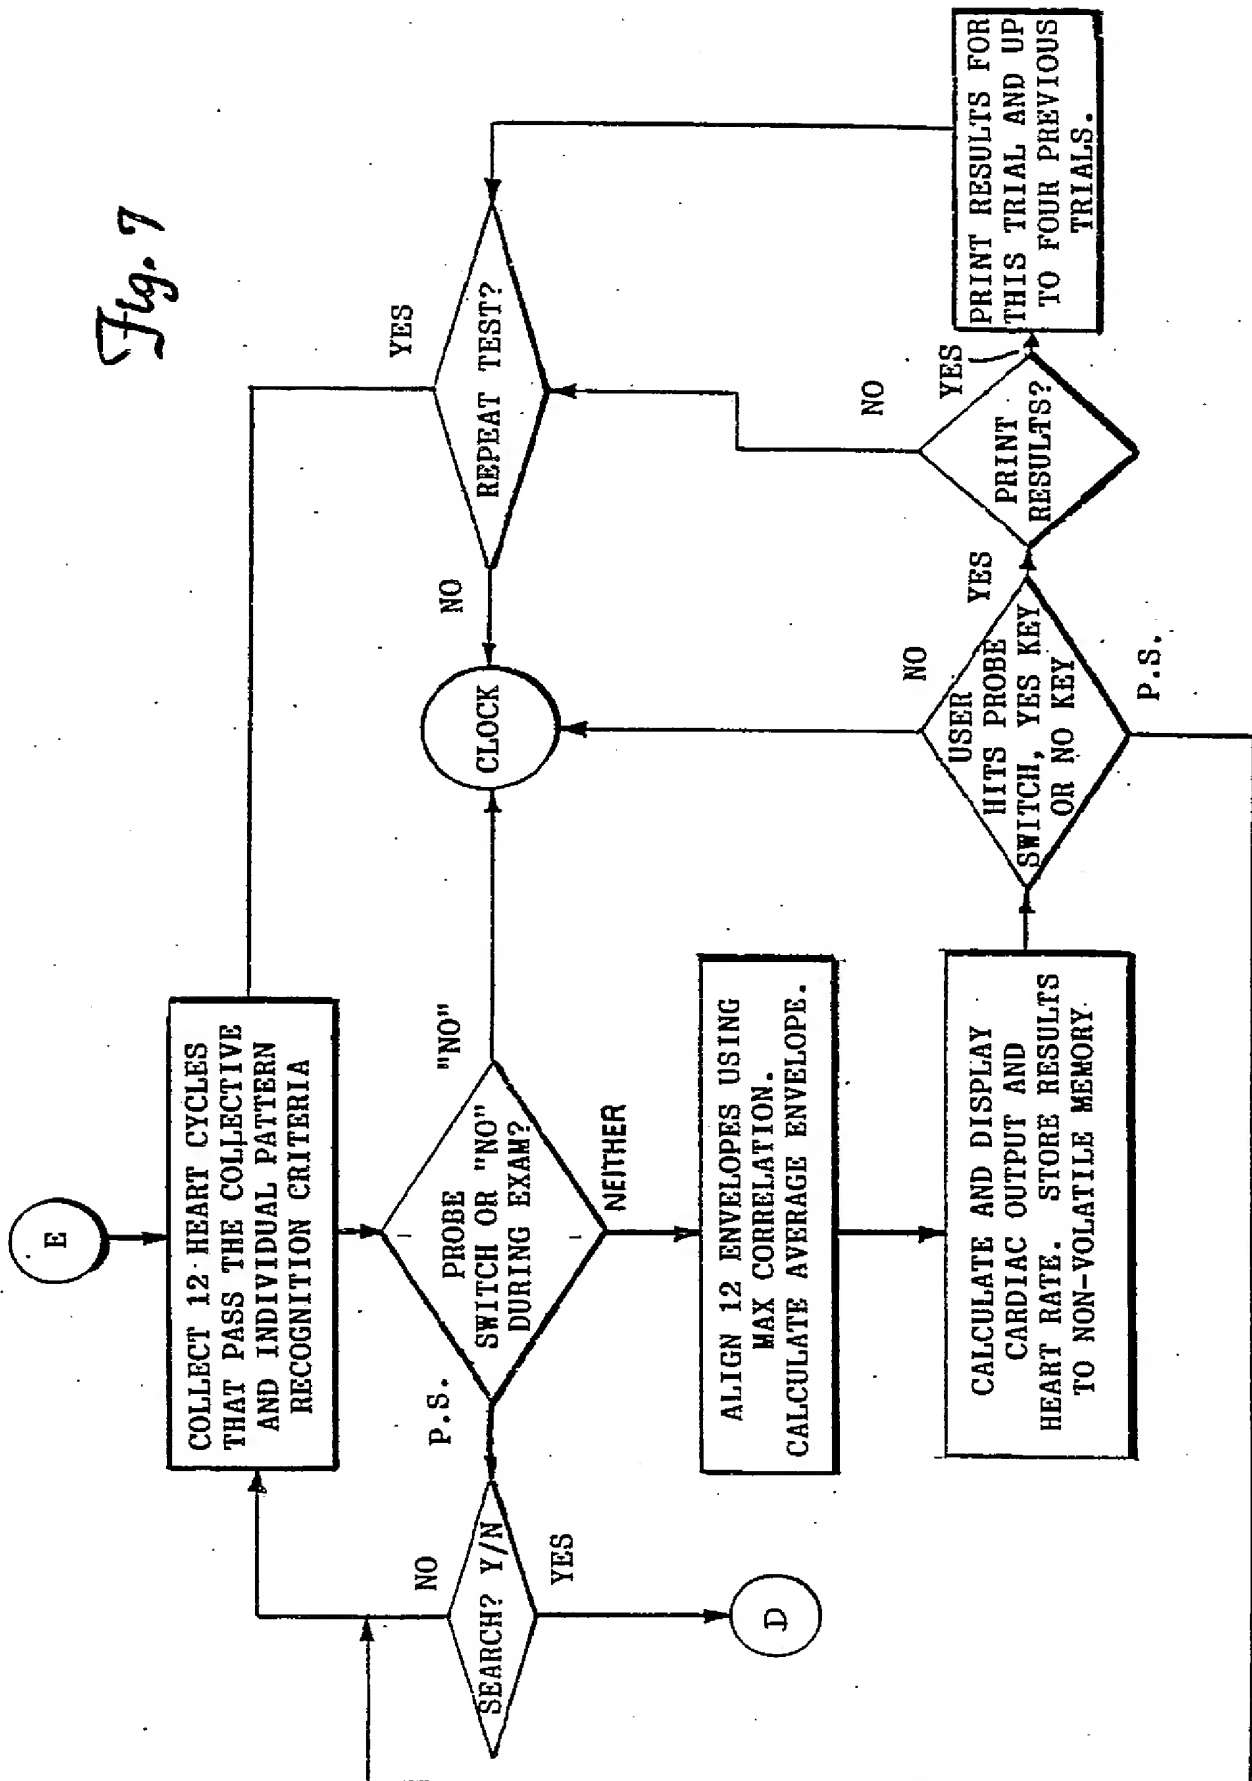 Fig. 7
E
COLLECT 12 HEART CYCLES
THAT PASS THE COLLECTIVE
AND INDIVIDUAL PATTERN
RECOGNITION CRITERIA
YES
NO
SEARCH? Y/N
YES
D
P.S.
PROBE
SWITCH OR "NO"
DURING EXAM?
"NO"
NEITHER
CLOCK
NO
REPEAT TEST?
ALIGN 12 ENVELOPES USING
MAX CORRELATION.
CALCULATE AVERAGE ENVELOPE.
CALCULATE AND DISPLAY
CARDIAC OUTPUT AND
HEART RATE. STORE RESULTS
TO NON-VOLATILE MEMORY
NO
USER
HITS PROBE
SWITCH, YES KEY
OR NO KEY
YES
P.S.
NO
PRINT
RESULTS?
YES
PRINT RESULTS FOR
THIS TRIAL AND UP
TO FOUR PREVIOUS
TRIALS.